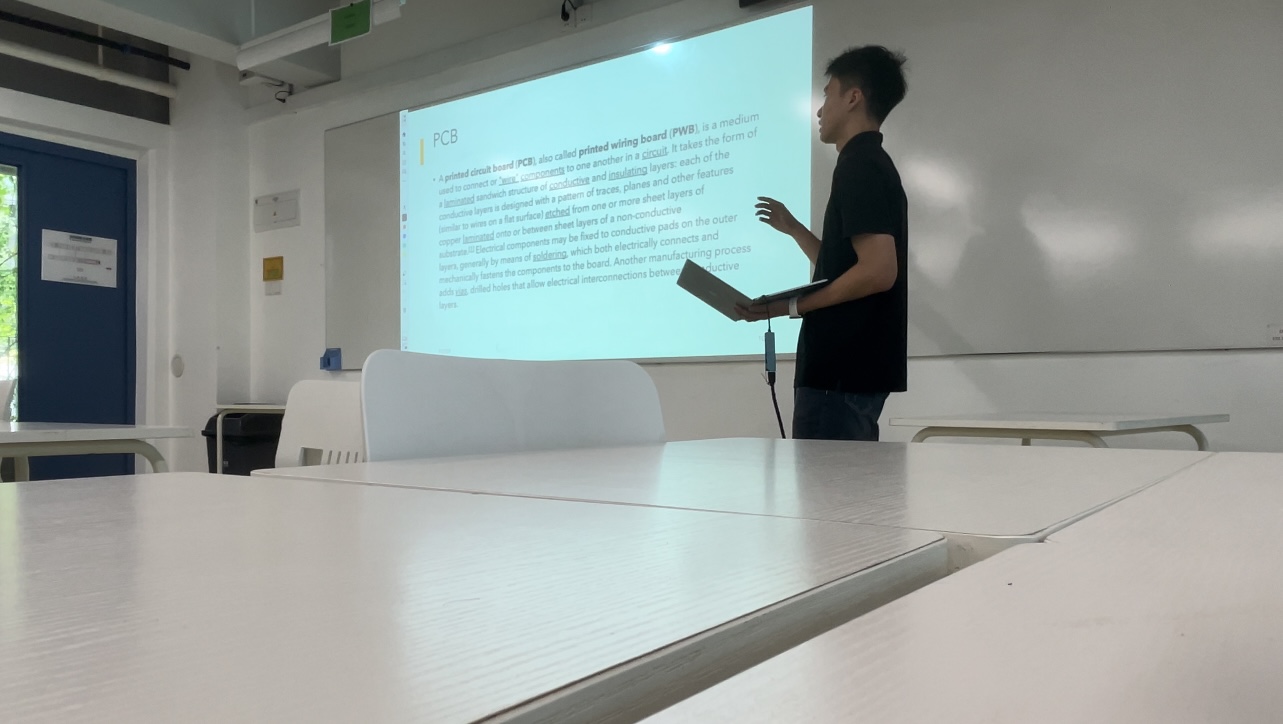 PCB
• A printed circuit board (PCB), also called printed wiring board (PWB), is a medium
used to connect or "wire" components to one another in a circuit. It takes the form of
a laminated sandwich structure of conductive and insulating layers: each of the
conductive layers is designed with a pattern of traces, planes and other features
(similar to wires on a flat surface) etched from one or more sheet layers of
copper laminated onto or between sheet layers of a non-conductive
substrate.[1] Electrical components may be fixed to conductive pads on the outer
layers, generally by means of soldering, which both electrically connects and
mechanically fastens the components to the board. Another manufacturing process
adds vias, drilled holes that allow electrical interconnections between
layers.